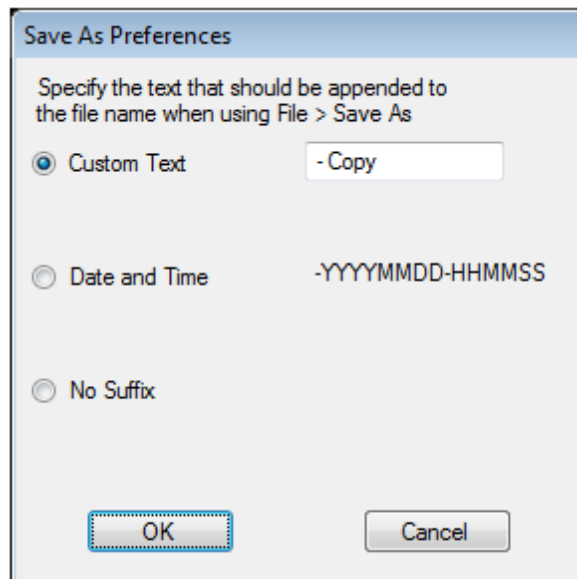 Save As Preferences
Specify the text that should be appended to
the file name when using File > Save As
Custom Text - Copy
Date and Time -YYYYMMDD-HHMMSS
No Suffix
OK Cancel